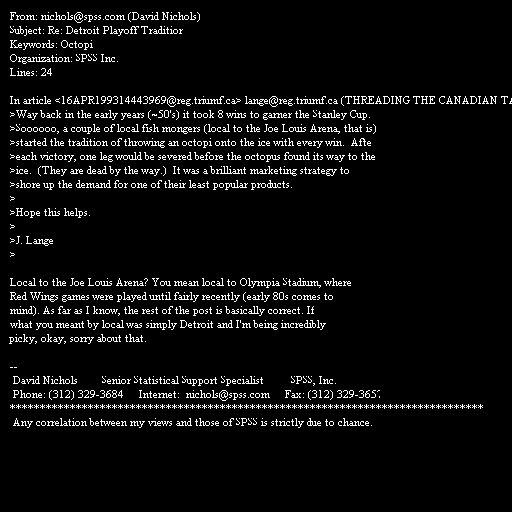 From: nichols@spss.com (David Nichols)
Subject: Re: Detroit Playoff Traditior
Keywords: Octopi
Organization: SPSS Inc.
Lines: 24

In article <16APR199314443969@reg.triumf.ca> lange@reg.triumf.ca (THREADING THE CANADIAN TA
>Way back in the early years (~50's) it took 8 wins to garner the Stanley Cup.
>Soooooo, a couple of local fish mongers (local to the Joe Louis Arena, that is)
>started the tradition of throwing an octopi onto the ice with every win.  Afte
>each victory, one leg would be severed before the octopus found its way to the
>ice.  (They are dead by the way.)  It was a brilliant marketing strategy to
>shore up the demand for one of their least popular products.
>
>Hope this helps.
>
>J. Lange
>

Local to the Joe Louis Arena? You mean local to Olympia Stadium, where
Red Wings games were played until fairly recently (early 80s comes to
mind). As far as I know, the rest of the post is basically correct. If
what you meant by local was simply Detroit and I'm being incredibly
picky, okay, sorry about that.

--
 David Nichols        Senior Statistical Support Specialist         SPSS, Inc.
 Phone: (312) 329-3684     Internet:  nichols@spss.com     Fax: (312) 329-3657
*******************************************************************************
 Any correlation between my views and those of SPSS is strictly due to chance.